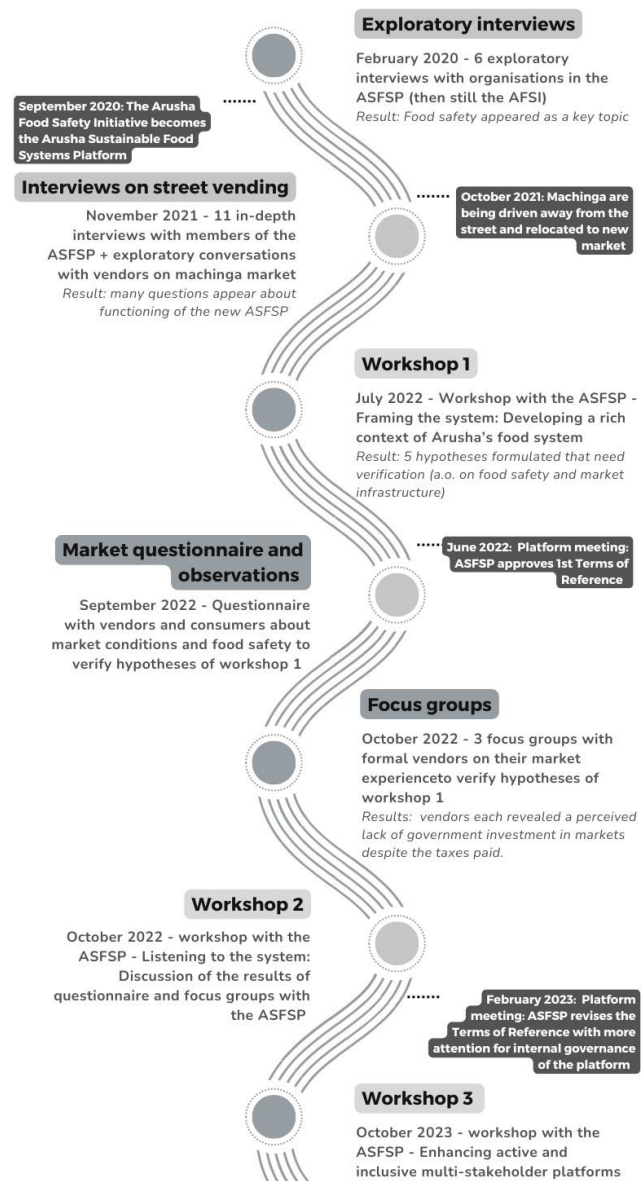 Exploratory interviews
February 2020 - 6 exploratory
interviews with organisations in the
ASFSP (then still the AFSI)
Result: Food safety appeared as a key topic
September 2020: The Arusha
Food Safety Initiative becomes
the Arusha Sustainable Food
Systems Platform
Interviews on street vending
November 2021 - 11 in-depth
interviews with members of the
ASFSP + exploratory conversations
with vendors on machinga market
Result: many questions appear about
functioning of the new ASFSP
October 2021: Machinga are
being driven away from the
street and relocated to new
market
Workshop 1
July 2022 - Workshop with the ASFSP -
Framing the system: Developing a rich
context of Arusha's food system
Result: 5 hypotheses formulated that need
verification (a.o. on food safety and market
infrastructure)
June 2022: Platform meeting:
ASFSP approves 1st Terms of
Reference
Market questionnaire and
observations
September 2022 - Questionnaire
with vendors and consumers about
market conditions and food safety to
verify hypotheses of workshop 1
Focus groups
October 2022 - 3 focus groups with
formal vendors on their market
experienceto verify hypotheses of
workshop 1
Results: vendors each revealed a perceived
lack of government investment in markets
despite the taxes paid.
Workshop 2
October 2022 - workshop with the
ASFSP - Listening to the system:
Discussion of the results of
questionnaire and focus groups with
the ASFSP
February 2023: Platform
meeting: ASFSP revises the
Terms of Reference with more
attention for internal governance
of the platform
Workshop 3
October 2023 - workshop with the
ASFSP - Enhancing active and
inclusive multi-stakeholder platforms